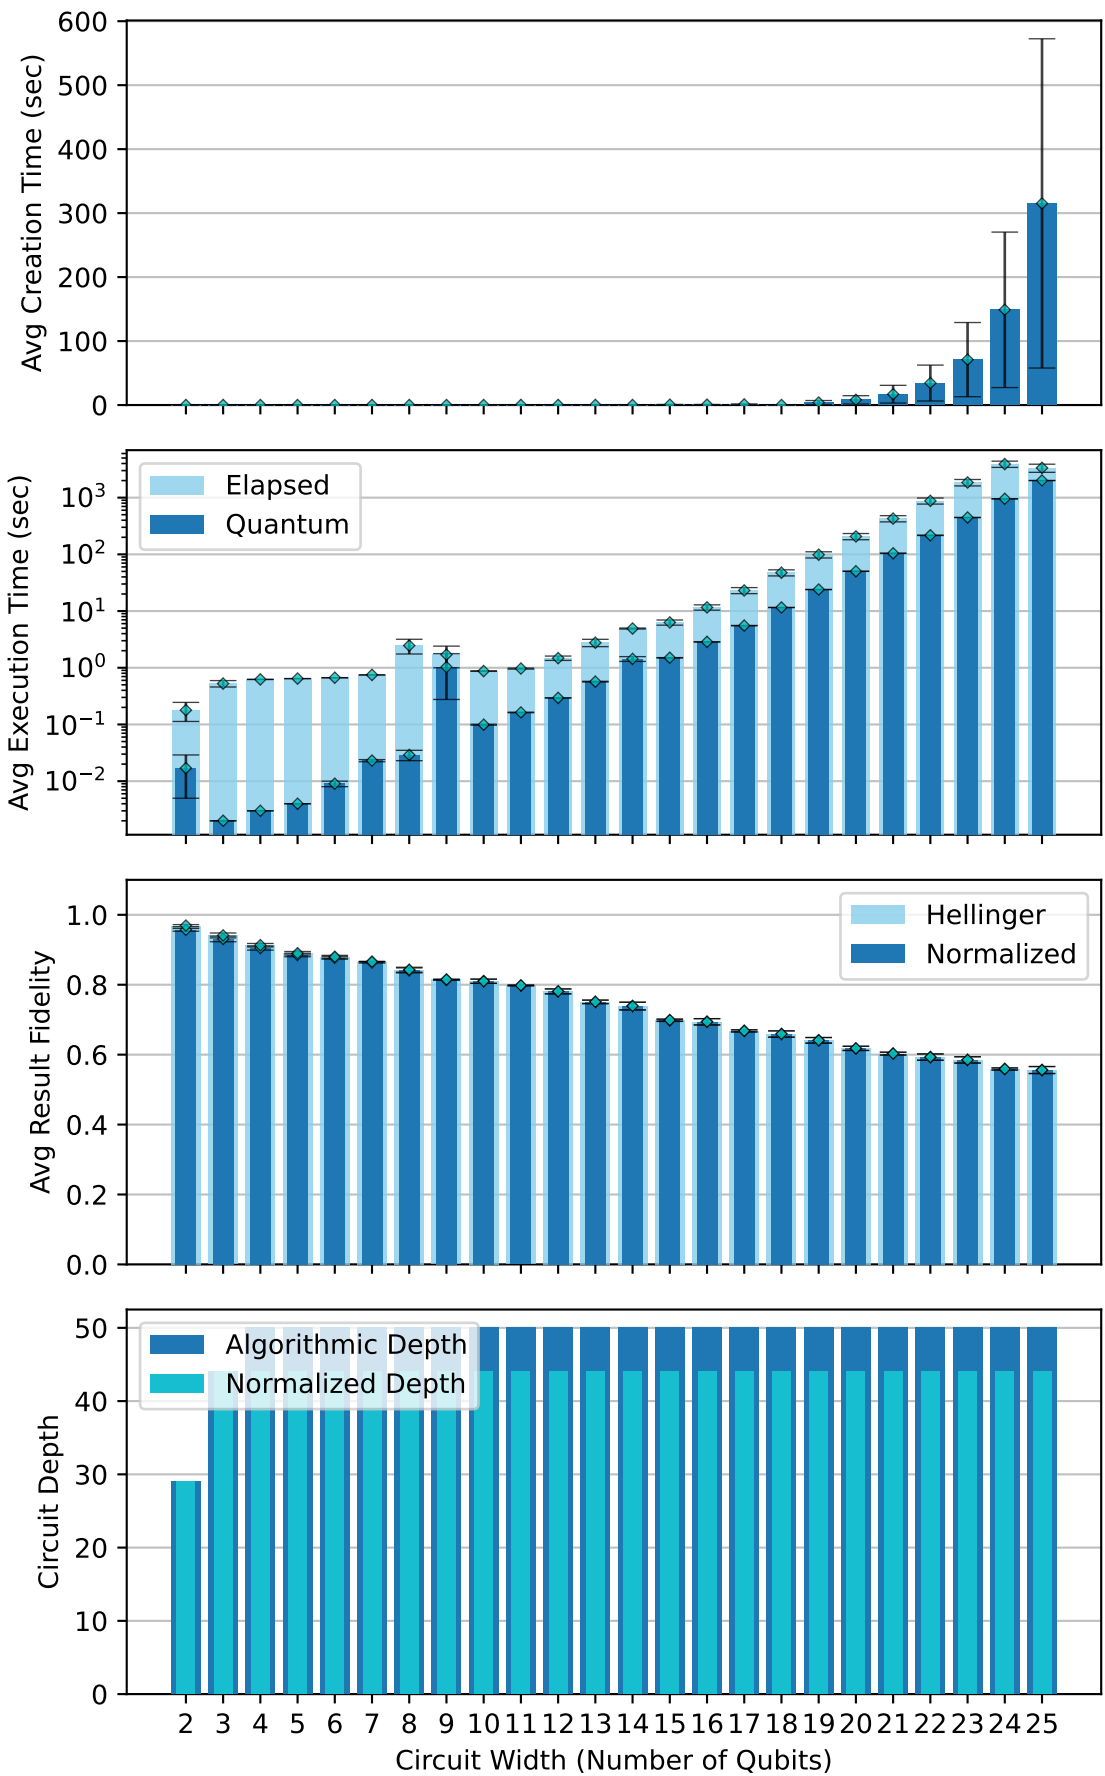 Avg Creation Time (sec)
600
500
400
300
200
100
0
Avg Execution Time (sec)
10³
10²
10¹
10⁰
10⁻¹
10⁻²
Elapsed
Quantum
Avg Result Fidelity
1.0
0.8
0.6
0.4
0.2
0.0
Hellinger
Normalized
Circuit Depth
50
40
30
20
10
0
Algorithmic Depth
Normalized Depth
2 3 4 5 6 7 8 9 10 11 12 13 14 15 16 17 18 19 20 21 22 23 24 25
Circuit Width (Number of Qubits)